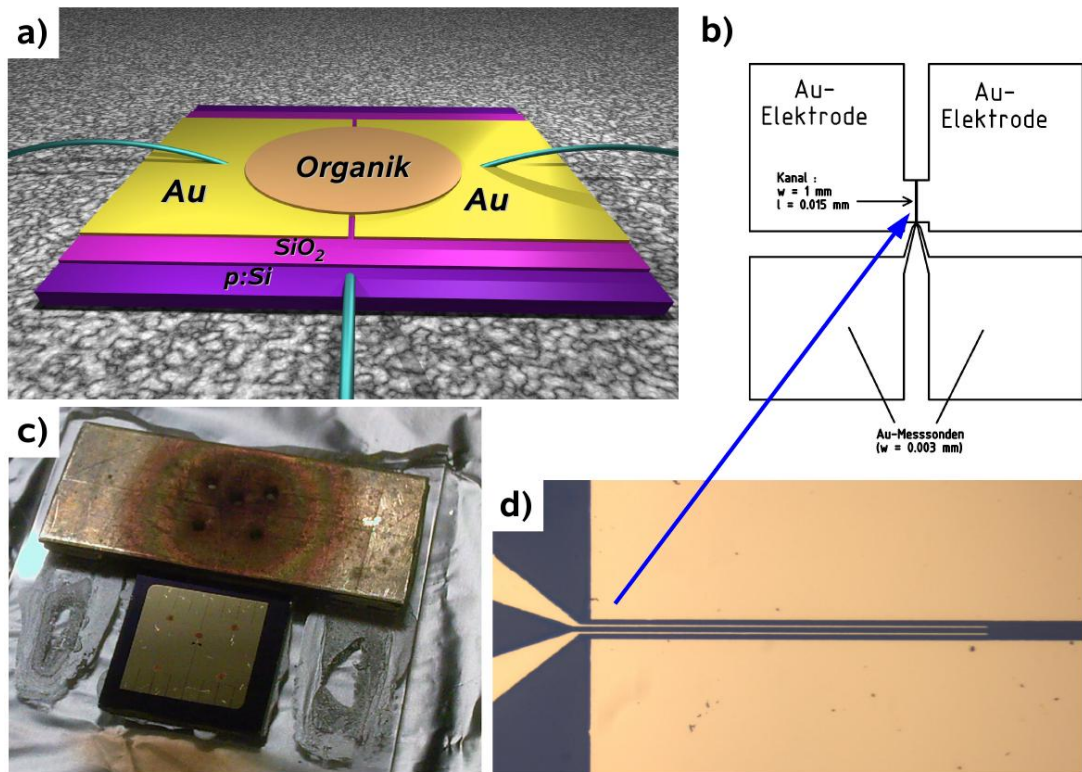 a)
Organik
Au
Au
SiO₂
p:Si
b)
Au-
Elektrode
Au-
Elektrode
Kanal :
w = 1 mm
l = 0.015 mm
Au-Messsonden
(w = 0.003 mm)
c)
d)